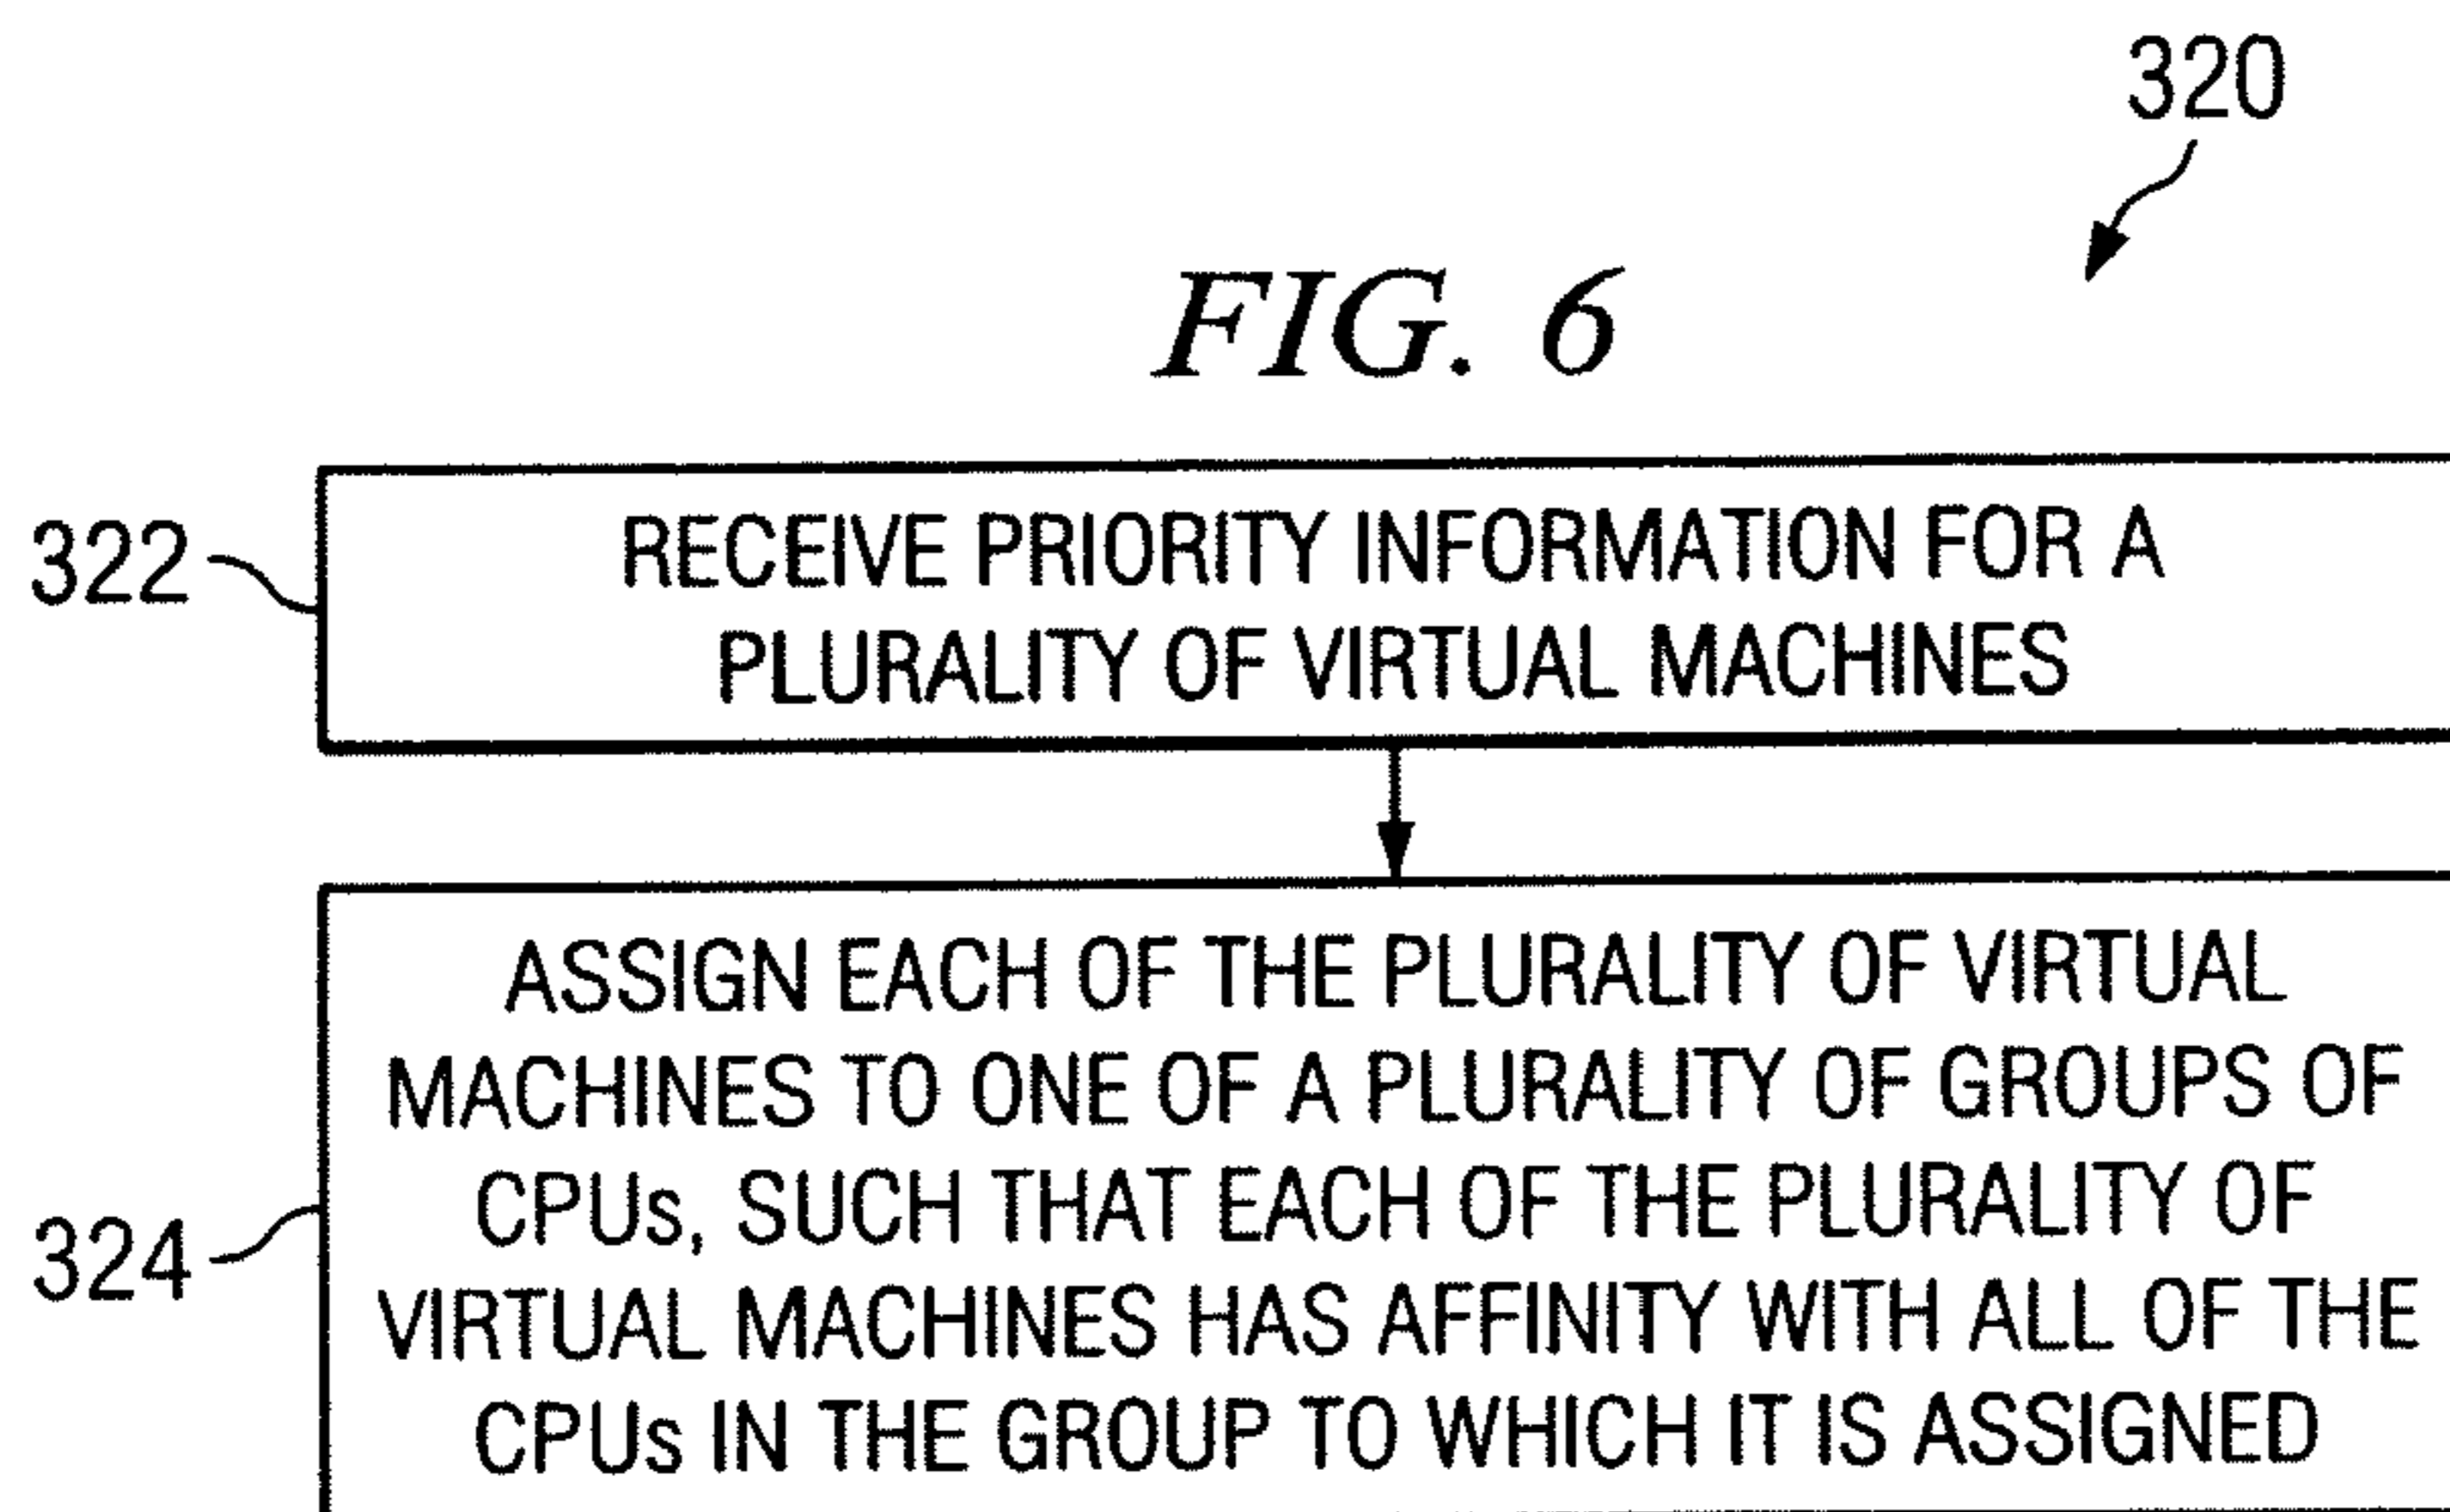 320
FIG. 6
322
RECEIVE PRIORITY INFORMATION FOR A
PLURALITY OF VIRTUAL MACHINES
ASSIGN EACH OF THE PLURALITY OF VIRTUAL
MACHINES TO ONE OF A PLURALITY OF GROUPS OF
CPUs, SUCH THAT EACH OF THE PLURALITY OF
324
VIRTUAL MACHINES HAS AFFINITY WITH ALL OF THE
CPUs IN THE GROUP TO WHICH IT IS ASSIGNED